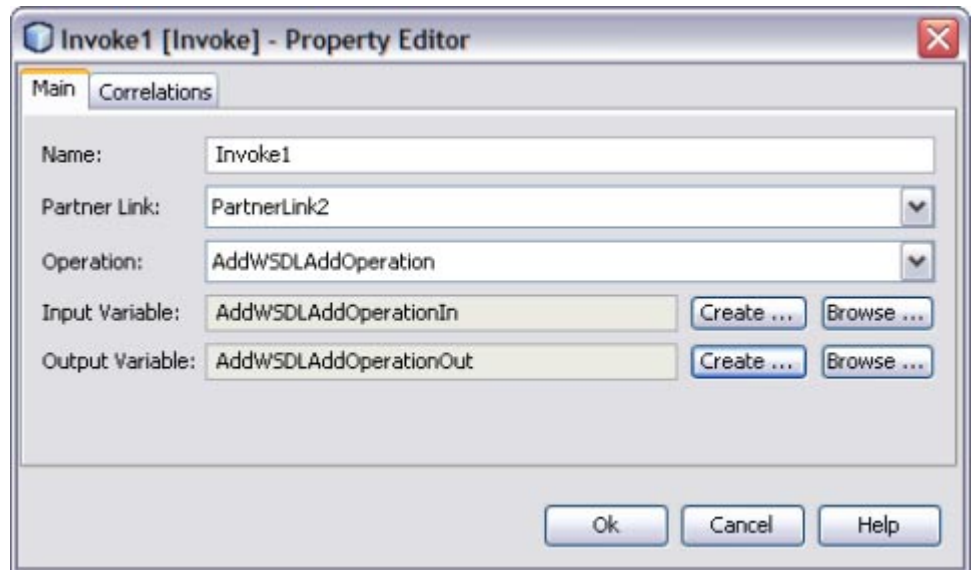 Invoke1 [Invoke] - Property Editor
Main Correlations
Name: Invoke1
Partner Link: PartnerLink2
Operation: AddWSDLAddOperation
Input Variable: AddWSDLAddOperationIn Create ... Browse ...
Output Variable: AddWSDLAddOperationOut Create ... Browse ...
Ok Cancel Help